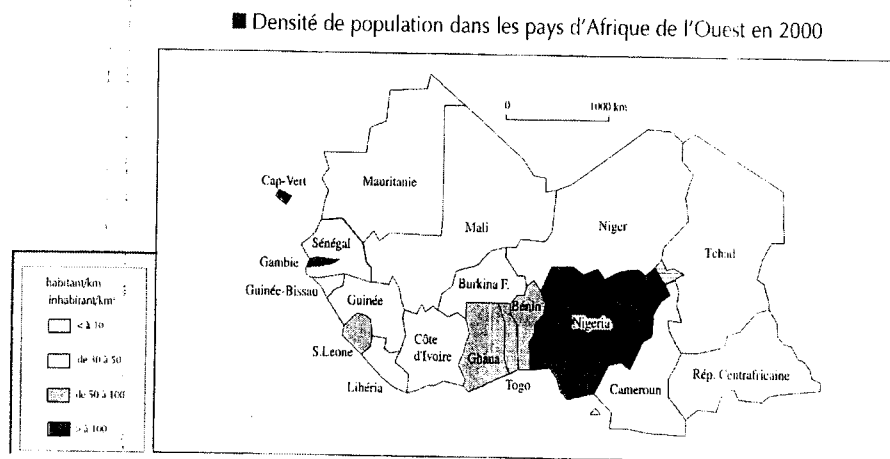 ■ Densité de population dans les pays d'Afrique de l'Ouest en 2000
0 1000 km
Cap-Vert
Mauritanie
Mali
Niger
Tchad
Sénégal
Gambie
Guinée-Bissau
Guinée
Burkina F.
Bénin
Nigeria
S.Leone
Côte
d'Ivoire
Ghana
Libéria
Togo
Cameroun
Rép. Centrafricaine
habitant/km
inhabitant/km²
de 30 à 50
de 50 à 100
> à 100